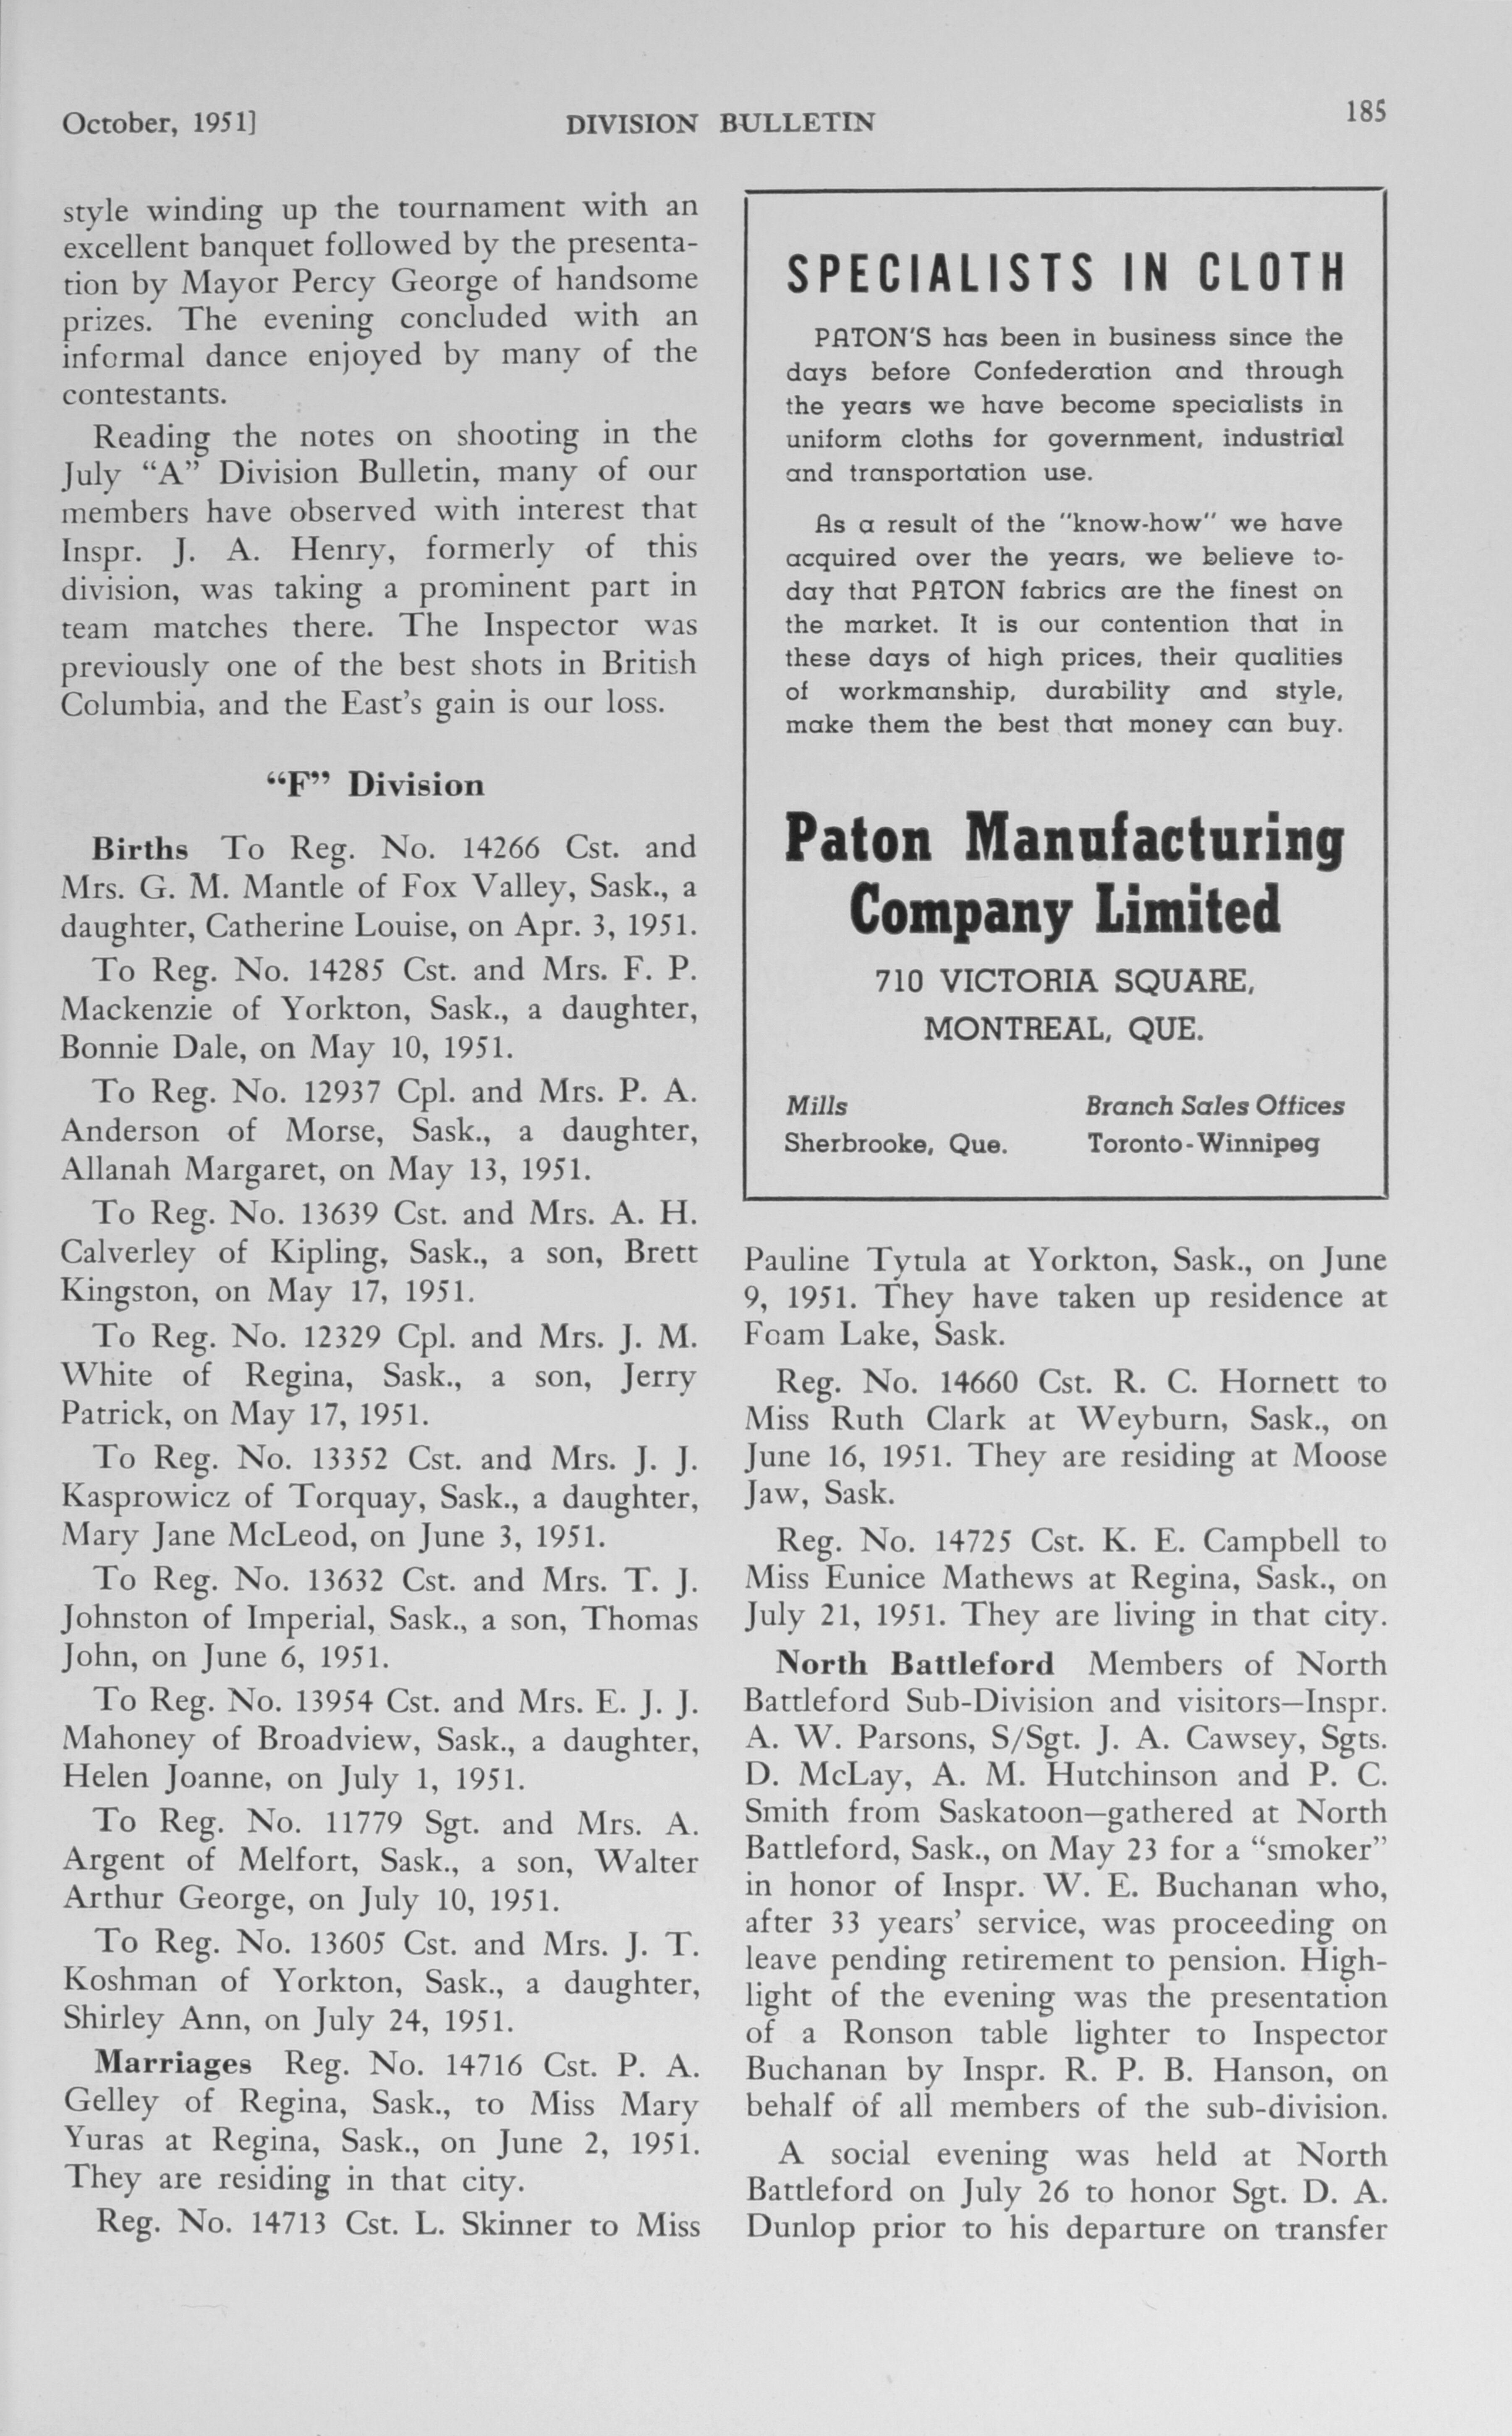 October, 1951]
DIVISION BULLETIN
185
style winding up the tournament with an
excellent banquet followed by the presenta-
tion by Mayor Percy George of handsome
prizes. The evening concluded with an
informal dance enjoyed by many of the
contestants.
Reading the notes on shooting in the
July “A” Division Bulletin, many of our
members have observed with interest that
Inspr. J. A. Henry, formerly of this
division, was taking a prominent part in
team matches there. The Inspector was
previously one of the best shots in British
Columbia, and the East’s gain is our loss.
“F” Division
Births To Reg. No. 14266 Cst. and
Mrs. G. M. Mantle of Fox Valley, Sask., a
daughter, Catherine Louise, on Apr. 3, 1951.
To Reg. No. 14285 Cst. and Mrs. F. P.
Mackenzie of Yorkton, Sask., a daughter,
Bonnie Dale, on May 10, 1951.
To Reg. No. 12937 Cpl. and Mrs. P. A.
Anderson of Morse, Sask., a daughter,
Allanah Margaret, on May 13, 1951.
To Reg. No. 13639 Cst. and Mrs. A. H.
Calverley of Kipling, Sask., a son, Brett
Kingston, on May 17, 1951.
To Reg. No. 12329 Cpl. and Mrs. J. M.
White of Regina, Sask., a son, Jerry
Patrick, on May 17, 1951.
To Reg. No. 13352 Cst. and Mrs. J. J.
Kasprowicz of Torquay, Sask., a daughter,
Mary Jane McLeod, on June 3, 1951.
To Reg. No. 13632 Cst. and Mrs. T. J.
Johnston of Imperial, Sask., a son, Thomas
John, on June 6, 1951.
To Reg. No. 13954 Cst. and Mrs. E. J. J.
Mahoney of Broadview, Sask., a daughter,
Helen Joanne, on July 1, 1951.
To Reg. No. 11779 Sgt. and Mrs. A.
Argent of Melfort, Sask., a son, Walter
Arthur George, on July 10, 1951.
To Reg. No. 13605 Cst. and Mrs. J. T.
Koshman of Yorkton, Sask., a daughter,
Shirley Ann, on July 24, 1951.
Marriages Reg. No. 14716 Cst. P. A.
Gelley of Regina, Sask., to Miss Mary
Yuras at Regina, Sask., on June 2, 1951.
They are residing in that city.
Reg. No. 14713 Cst. L. Skinner to Miss
SPECIALISTS IN CLOTH
PATON'S has been in business since the
days before Confederation and through
the years we have become specialists in
uniform cloths for government, industrial
and transportation use.
As a result of the "know-how" we have
acquired over the years, we believe to-
day that PATON fabrics are the finest on
the market. It is our contention that in
these days of high prices, their qualities
of workmanship, durability and style,
make them the best that money can buy.
Paton Manufacturing
Company Limited
710 VICTORIA SQUARE,
MONTREAL, QUE.
Mills
Sherbrooke, Que.
Branch Sales Offices
Toronto-Winnipeg
Pauline Tytula at Yorkton, Sask., on June
9, 1951. They have taken up residence at
Foam Lake, Sask.
Reg. No. 14660 Cst. R. C. Hornett to
Miss Ruth Clark at Weyburn, Sask., on
June 16, 1951. They are residing at Moose
Jaw, Sask.
Reg. No. 14725 Cst. K. E. Campbell to
Miss Eunice Mathews at Regina, Sask., on
July 21, 1951. They are living in that city.
North Battleford Members of North
Battleford Sub-Division and visitors—Inspr.
A. W. Parsons, S/Sgt. J. A. Cawsey, Sgts.
D. McLay, A. M. Hutchinson and P. C.
Smith from Saskatoon—gathered at North
Battleford, Sask., on May 23 for a “smoker”
in honor of Inspr. W. E. Buchanan who,
after 33 years’ service, was proceeding on
leave pending retirement to pension. High-
light of the evening was the presentation
of a Ronson table lighter to Inspector
Buchanan by Inspr. R. P. B. Hanson, on
behalf of all members of the sub-division.
A social evening was held at North
Battleford on July 26 to honor Sgt. D. A.
Dunlop prior to his departure on transfer